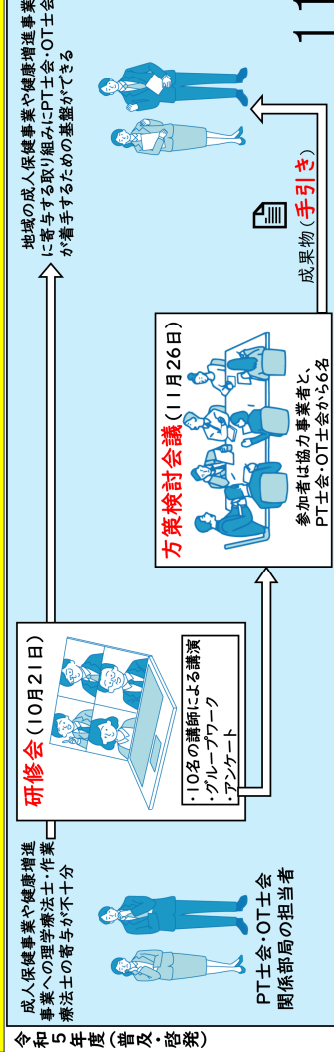 令和5年度(普及・啓発)
成人保健事業や健康増進
事業への理学療法士・作業
療法士の寄与が不十分
PT士会・OT士会
関係部局の担当者
研修会(10月21日)
・10名の講師による講演
・グループワーク
・アンケート
方策検討会議(11月26日)
参加者は協力事業者と、
PT士会・OT士会から6名
成果物(手引き)
地域の成人保健事業や健康増進事業
に寄与する取り組みにPT士会・OT士会
が着手するための基盤ができる